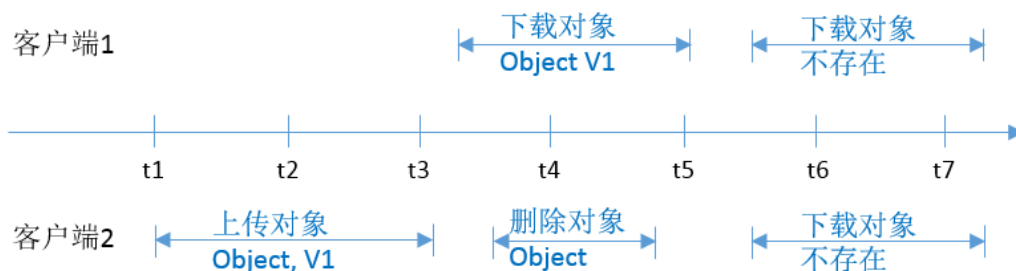 客户端1
下载对象
Object V1
下载对象
不存在
t1 t2 t3 t4 t5 t6 t7
客户端2
上传对象
Object, V1
删除对象
Object
下载对象
不存在